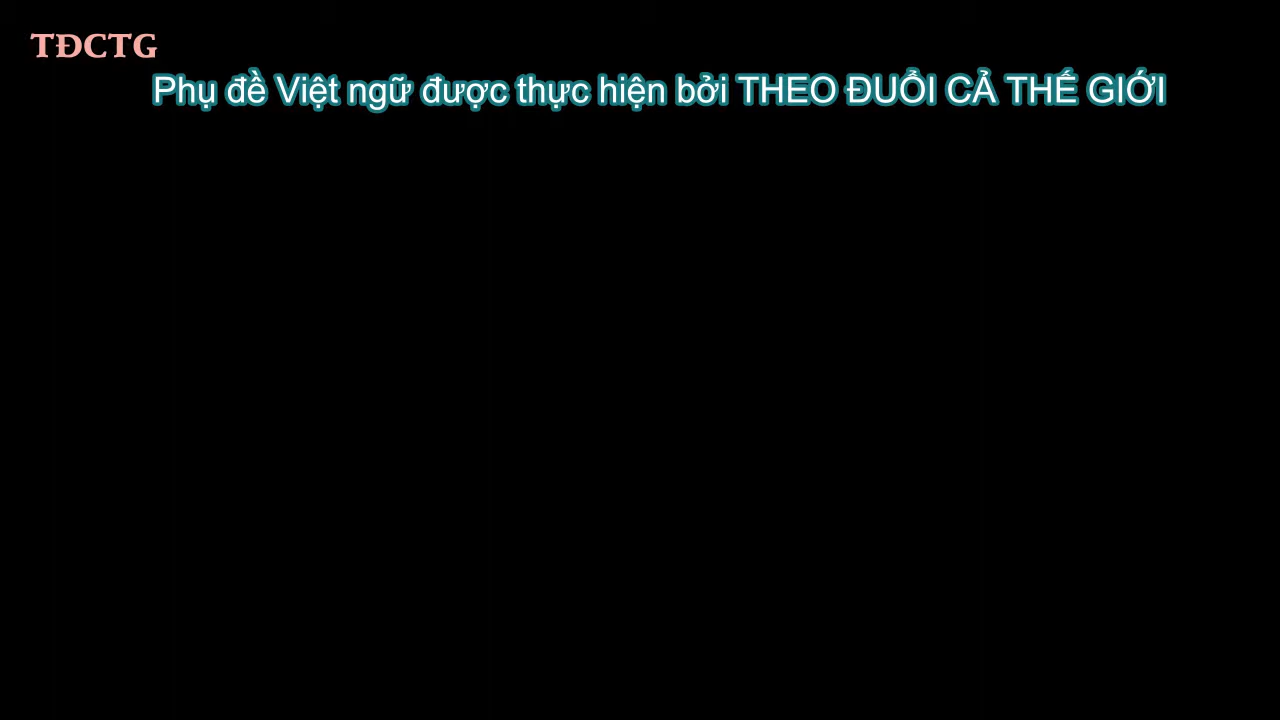 TĐCTG
Phụ đề Việt ngữ được thực hiện bởi THEO ĐUỔI CẢ THẾ GIỚI